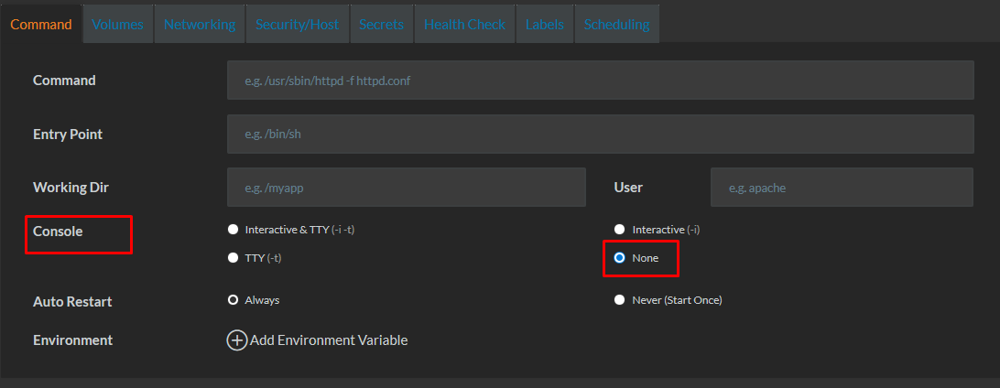 Command Volumes Networking Security/Host Secrets Health Check Labels Scheduling
Command e.g. /usr/sbin/httpd -f httpd.conf
Entry Point e.g. /bin/sh
Working Dir e.g. /myapp User e.g. apache
Console Interactive & TTY (-i -t) Interactive (-i)
TTY (-t) None
Auto Restart Always Never (Start Once)
Environment Add Environment Variable